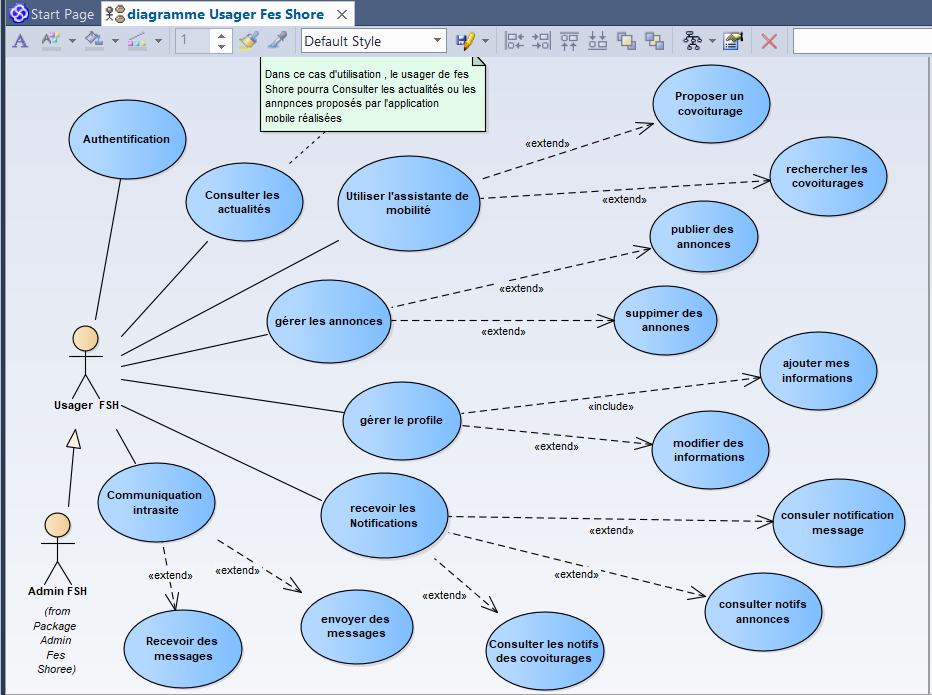 Start Page
diagramme Usager Fes Shore
1
Default Style
Dans ce cas d'utilisation , le usager de fes
Shore pourra Consulter les actualités ou les
annpnces proposés par l'application
mobile réalisées
Authentification
Consulter les
actualités
Utiliser l'assistante de
mobilité
Proposer un
covoiturage
«extend»
rechercher les
covoiturages
«extend»
publier des
annonces
«extend»
gérer les annonces
suppimer des
annones
«extend»
Usager FSH
gérer le profile
ajouter mes
informations
«include»
modifier des
informations
«extend»
Communiquation
intrasite
recevoir les
Notifications
consuler notification
message
«extend»
Admin FSH
(from
Package
Admin
Fes
Shoree)
«extend»
«extend»
«extend»
«extend»
Recevoir des
messages
envoyer des
messages
Consulter les notifs
des covoiturages
consulter notifs
annonces